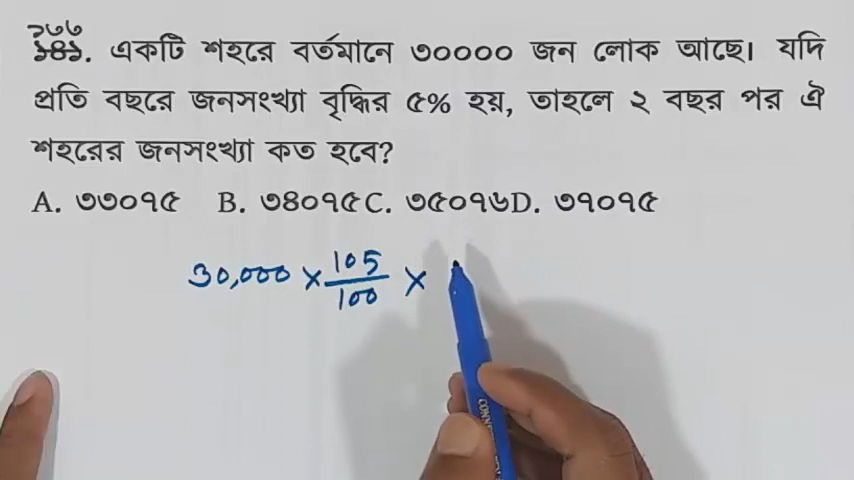 ১৩৬
১৪১. একটি শহরে বর্তমানে ৩০০০০ জন লোক আছে। যদি
প্রতি বছরে জনসংখ্যা বৃদ্ধির ৫% হয়, তাহলে ২ বছর পর ঐ
শহরের জনসংখ্যা কত হবে?
A. ৩৩০৭৫ B. ৩৪০৭৫ C. ৩৫০৭৬ D. ৩৭০৭৫
30,000 × 105/100 ×